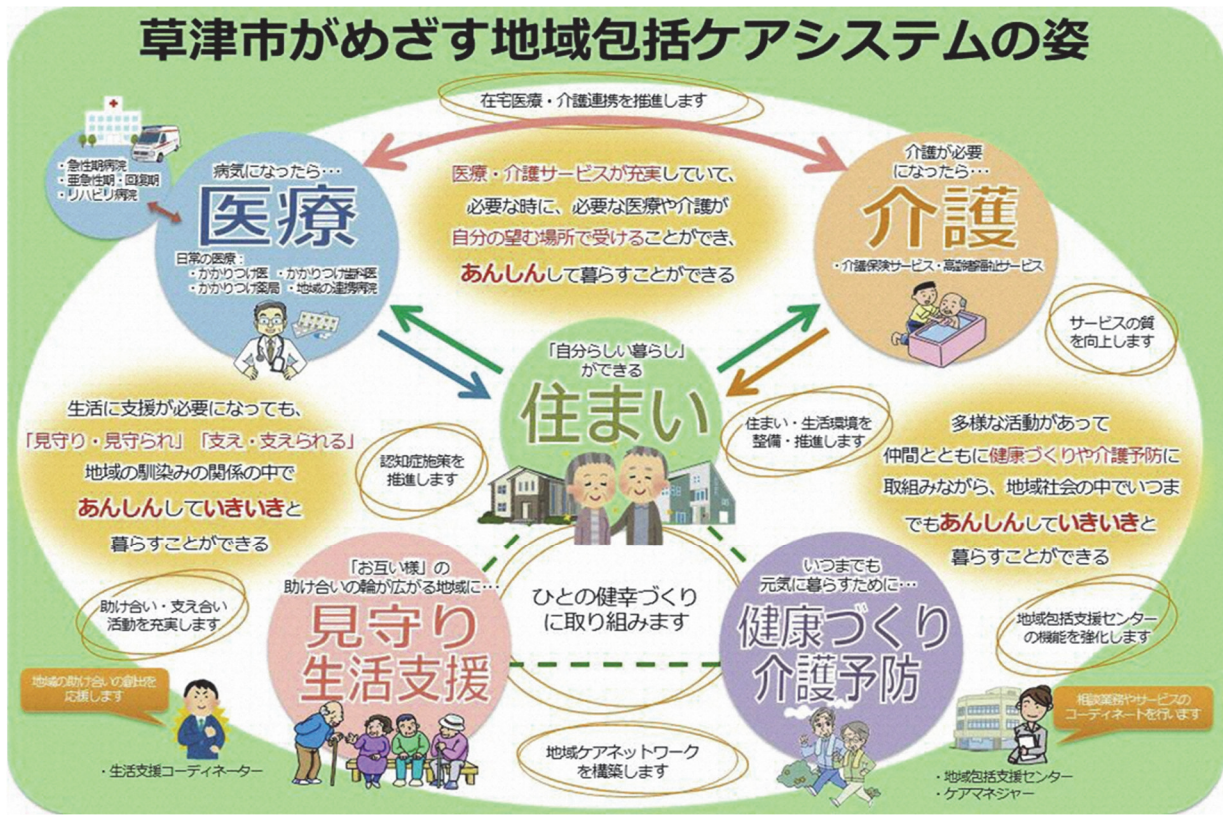 草津市がめざす地域包括ケアシステムの姿
在宅医療・介護連携を推進します
・急性期病院
・亜急性期・回復期
・リハビリ病院
病気になったら…
医療
日常の医療：
・かかりつけ医 ・かかりつけ歯科医
・かかりつけ薬局 ・地域の連携病院
医療・介護サービスが充実していて、
必要な時に、必要な医療や介護が
自分の望む場所で受けることができ、
あんしんして暮らすことができる
介護が必要
になったら…
介護
・介護保険サービス・高齢者福祉サービス
サービスの質
を向上します
「自分らしい暮らし」
ができる
住まい
生活に支援が必要になっても、
「見守り・見守られ」「支え・支えられる」
地域の馴染みの関係の中で
あんしんしていきいきと
暮らすことができる
認知症施策を
推進します
住まい・生活環境を
整備・推進します
多様な活動があって
仲間とともに健康づくりや介護予防に
取組みながら、地域社会の中でいつま
でもあんしんしていきいきと
暮らすことができる
助け合い・支え合い
活動を充実します
「お互い様」の
助け合いの輪が広がる地域に…
見守り
生活支援
ひとの健幸づくり
に取り組みます
いつまでも
元気に暮らすために…
健康づくり
介護予防
地域包括支援センター
の機能を強化します
地域の助け合いの創出を
応援します
・生活支援コーディネーター
地域ケアネットワーク
を構築します
相談業務やサービスの
コーディネートを行います
・地域包括支援センター
・ケアマネジャー